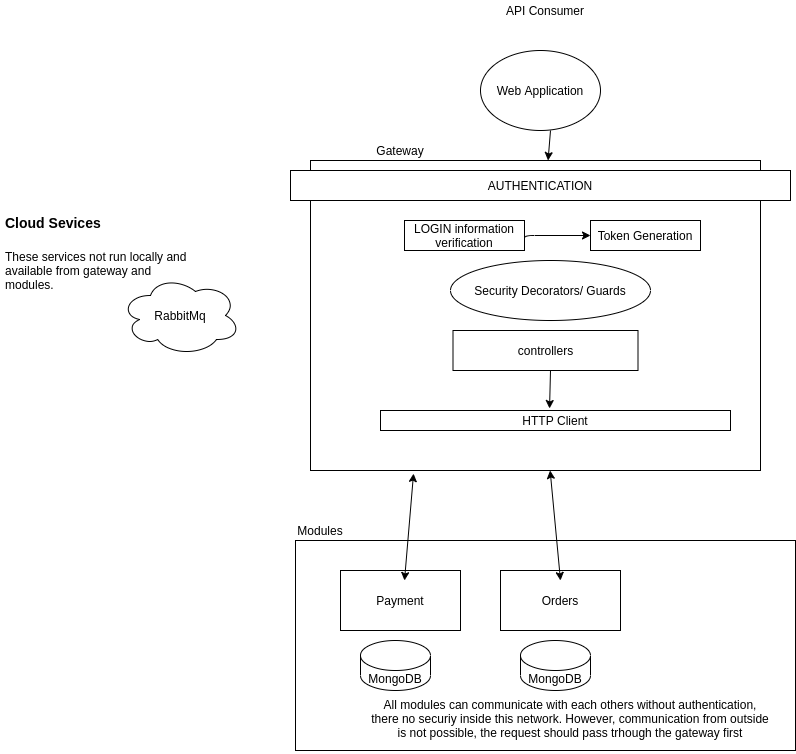 API Consumer
Web Application
Gateway
AUTHENTICATION
Cloud Sevices
These services not run locally and
available from gateway and
modules.
RabbitMq
LOGIN information
verification
Token Generation
Security Decorators/ Guards
controllers
HTTP Client
Modules
Payment
Orders
MongoDB
MongoDB
All modules can communicate with each others without authentication,
there no securiy inside this network. However, communication from outside
is not possible, the request should pass trhough the gateway first